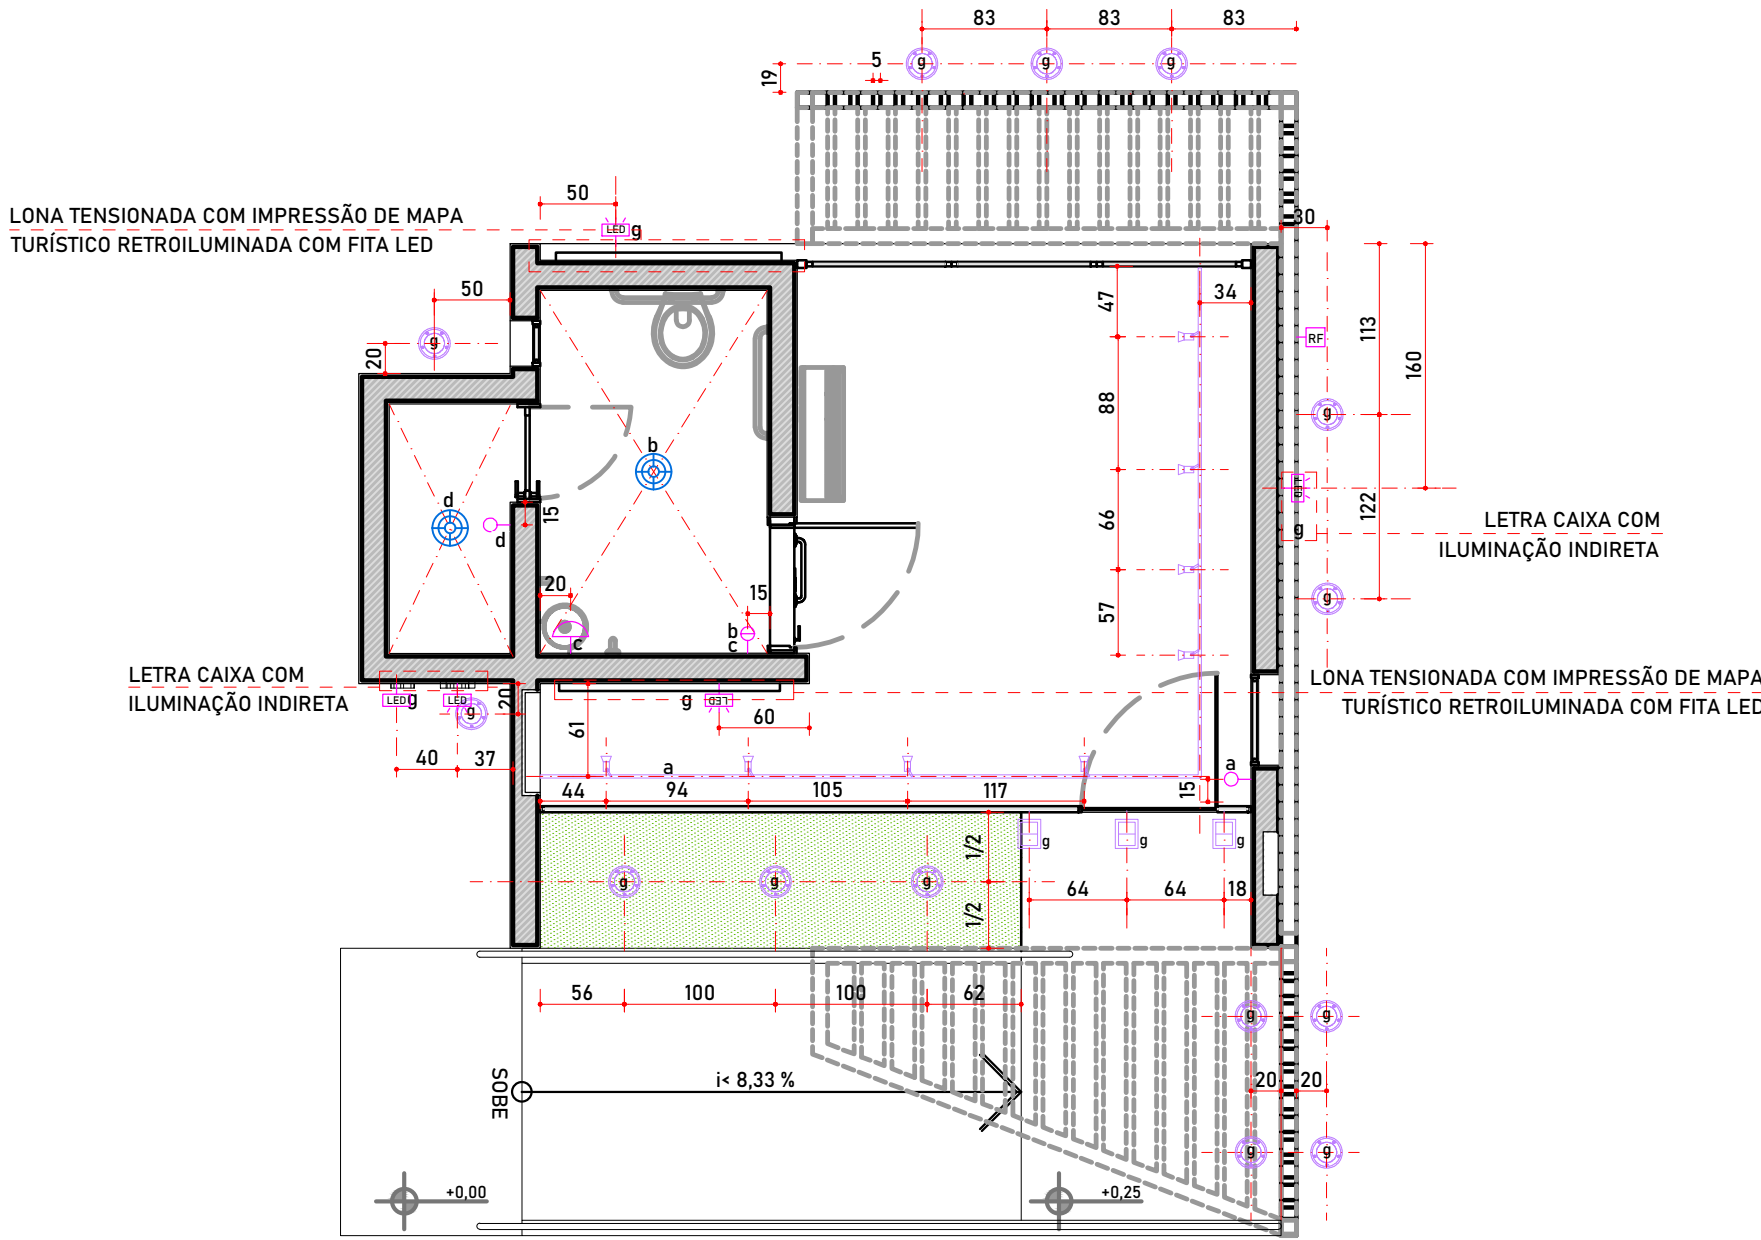 83 83 83
g g g
5
19
50
30
LONA TENSIONADA COM IMPRESSÃO DE MAPA
TURÍSTICO RETROILUMINADA COM FITA LED
LED g
50
34
47
113
160
g
20
RF
88
g
b
d
15
d
66
LED
122
g
LETRA CAIXA COM
ILUMINAÇÃO INDIRETA
20
15
57
g
b
c
c
LETRA CAIXA COM
ILUMINAÇÃO INDIRETA
LONA TENSIONADA COM IMPRESSÃO DE MAPA
TURÍSTICO RETROILUMINADA COM FITA LED
LED g LED g
20
g LED
61
60
40 37
a
a
15
44 94 105 117
1/2
g g g
g g g
64 64 18
1/2
56 100 100 62
g g
SOBE
i< 8,33 %
20 20
g g
+0,00
+0,25